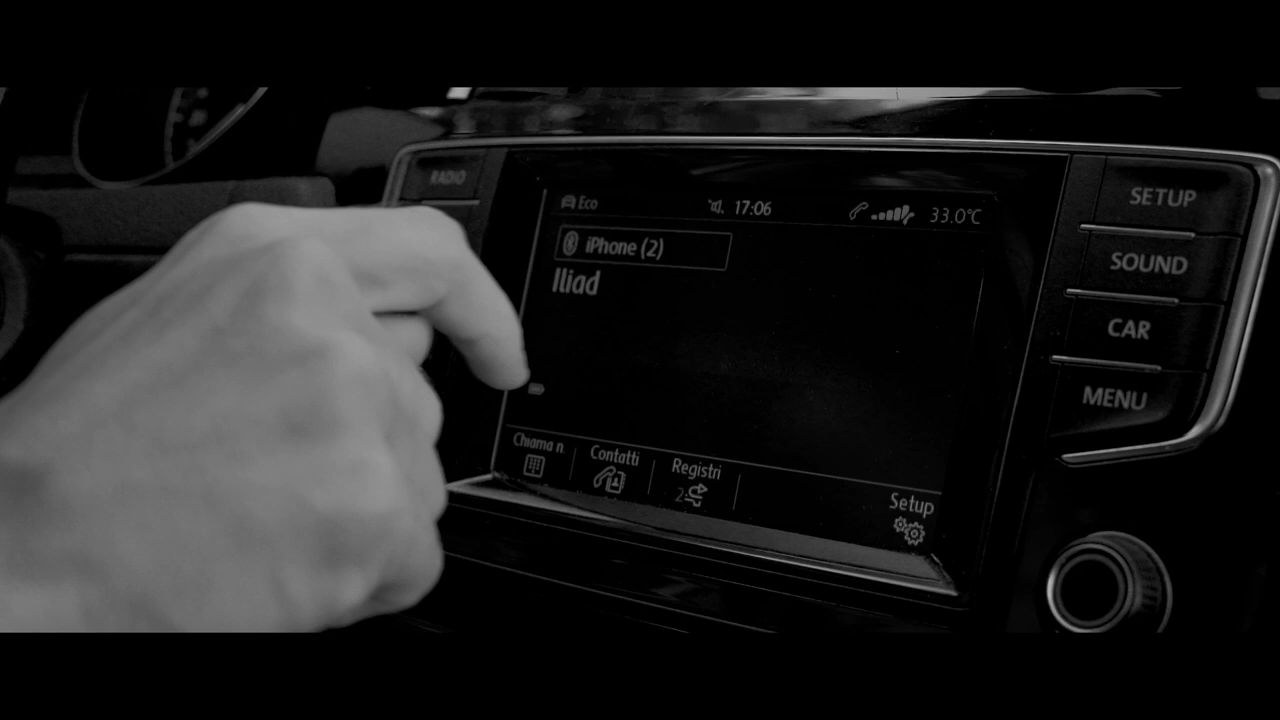 RADIO
Eco 17:06 33.0°C
iPhone (2)
Iliad
Chiama n. Contatti Registri
2
Setup
SETUP
SOUND
CAR
MENU